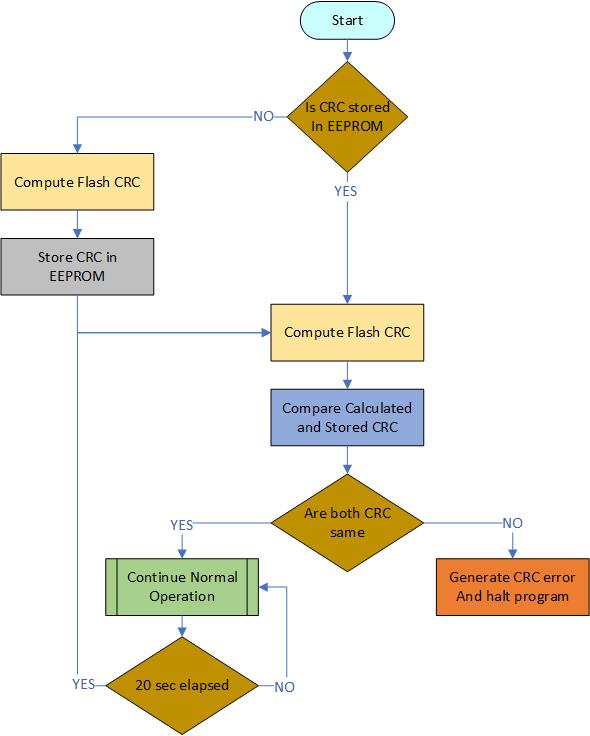 Start
Is CRC stored
In EEPROM
NO
YES
Compute Flash CRC
Store CRC in
EEPROM
Compute Flash CRC
Compare Calculated
and Stored CRC
Are both CRC
same
YES
NO
Continue Normal
Operation
Generate CRC error
And halt program
20 sec elapsed
YES
NO